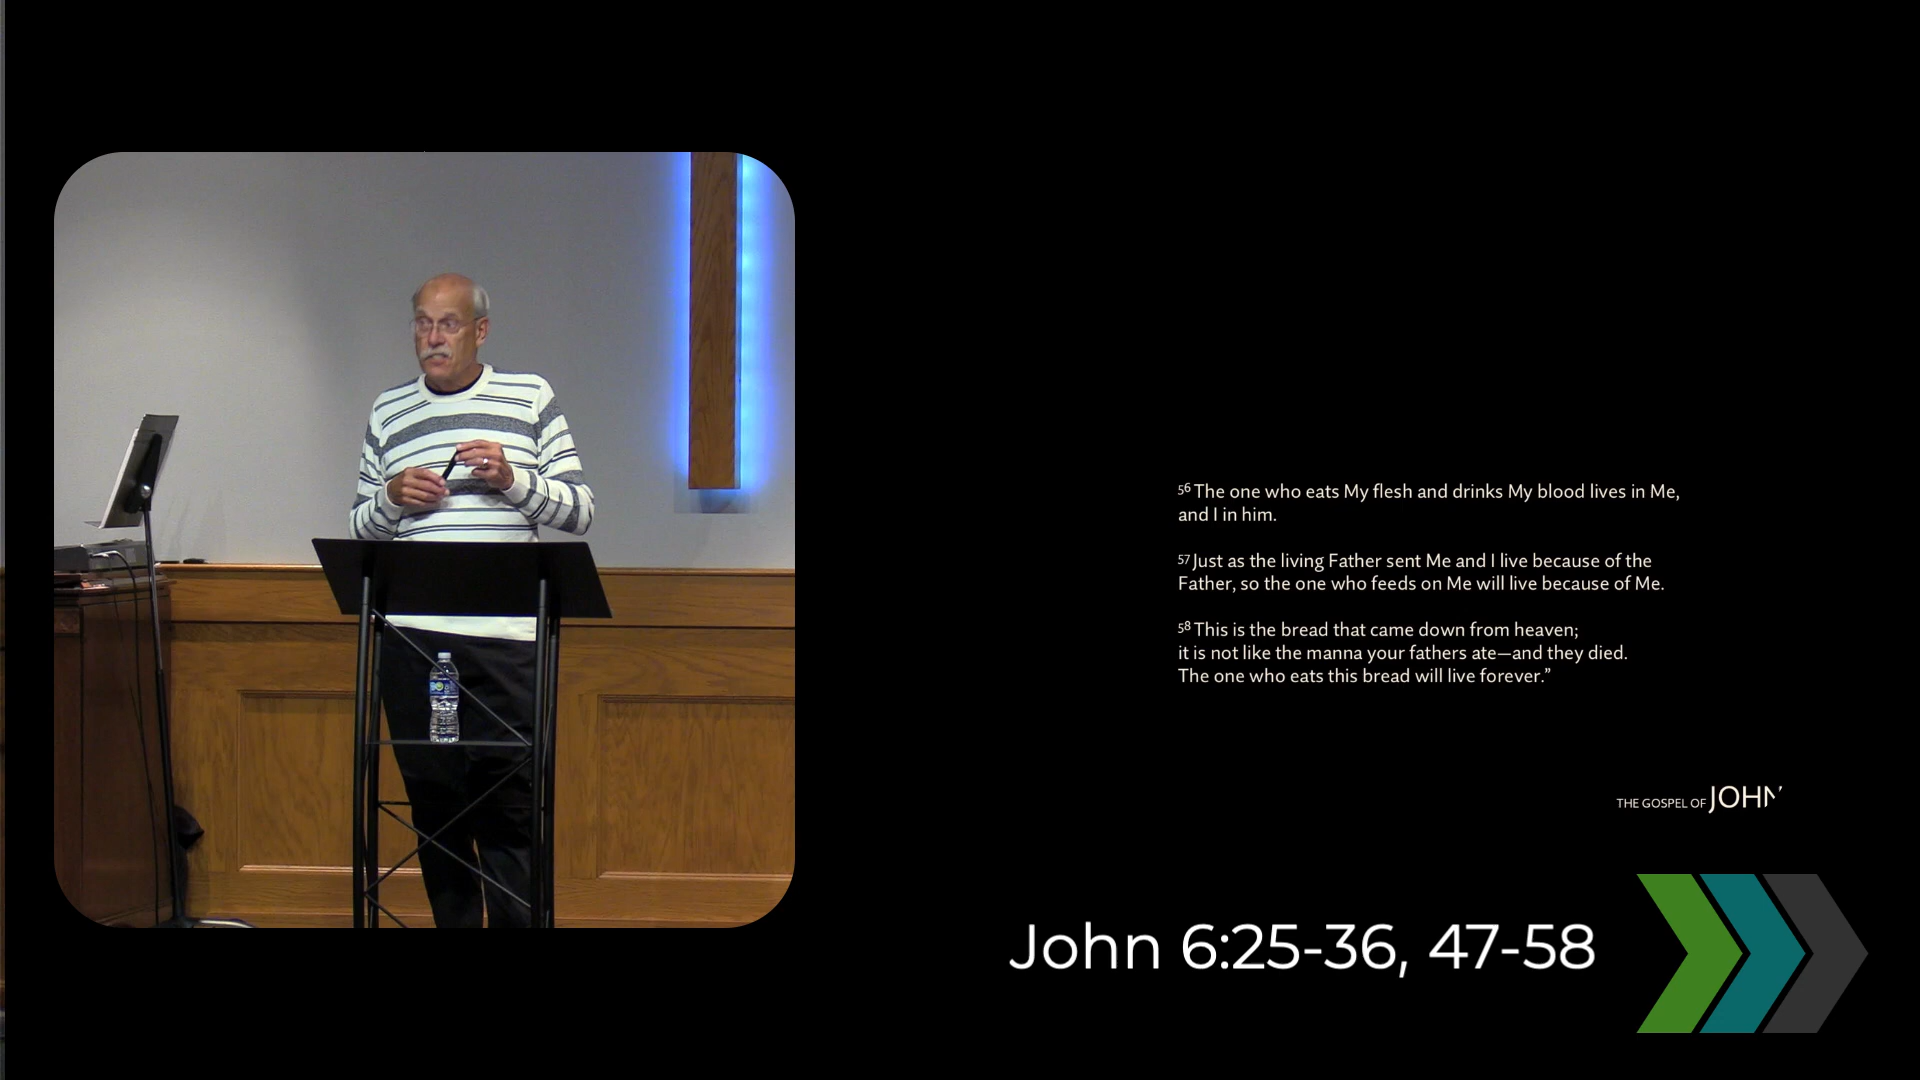 56 The one who eats My flesh and drinks My blood lives in Me,
and I in him.
57 Just as the living Father sent Me and I live because of the
Father, so the one who feeds on Me will live because of Me.
58 This is the bread that came down from heaven;
it is not like the manna your fathers ate—and they died.
The one who eats this bread will live forever.”
THE GOSPEL OF JOHN
John 6:25-36, 47-58